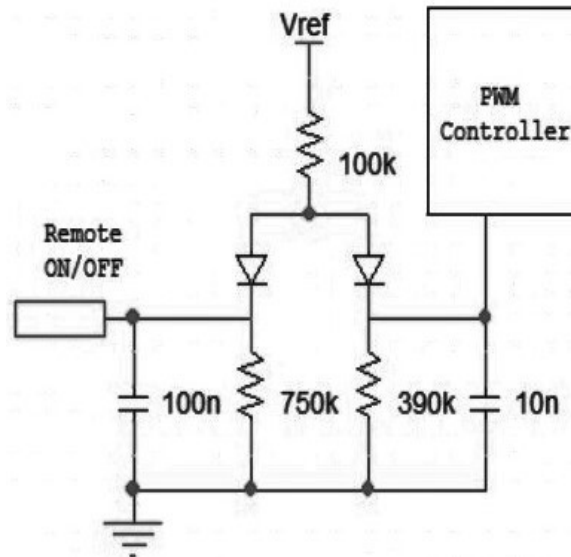 Vref
PWM
Controller
100k
Remote
ON/OFF
100n
750k
390k
10n